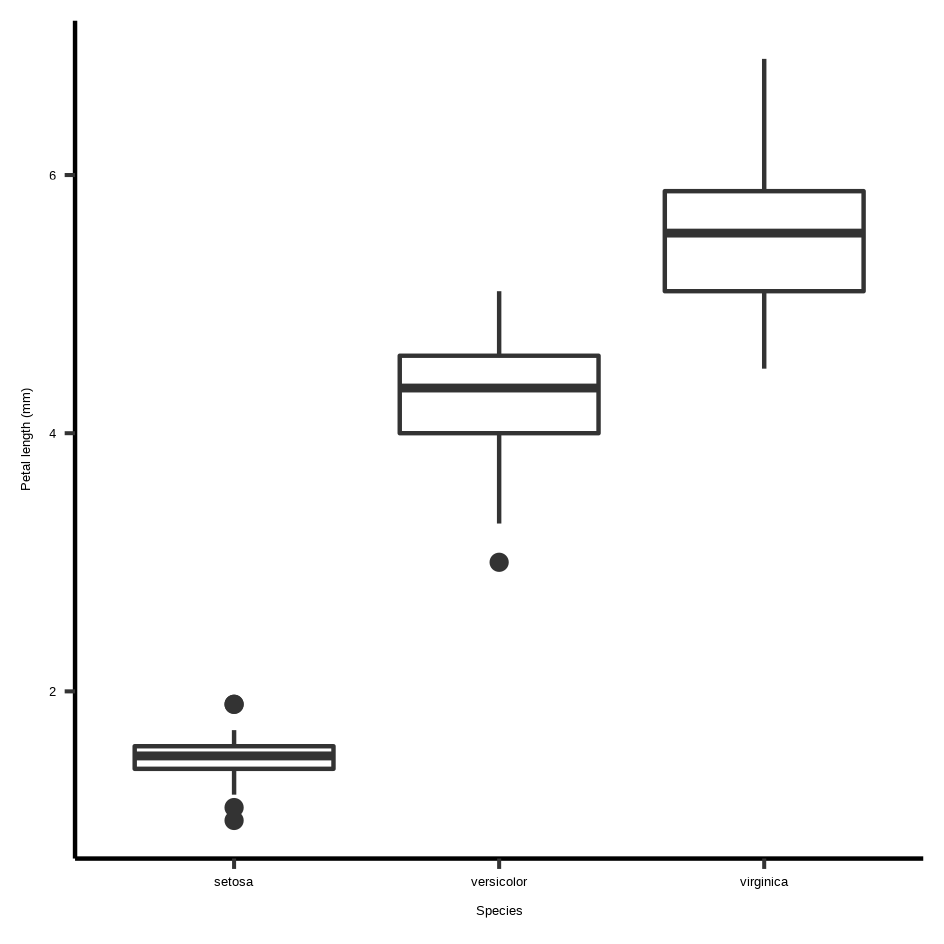 Petal length (mm)
6
4
2
setosa
versicolor
virginica
Species